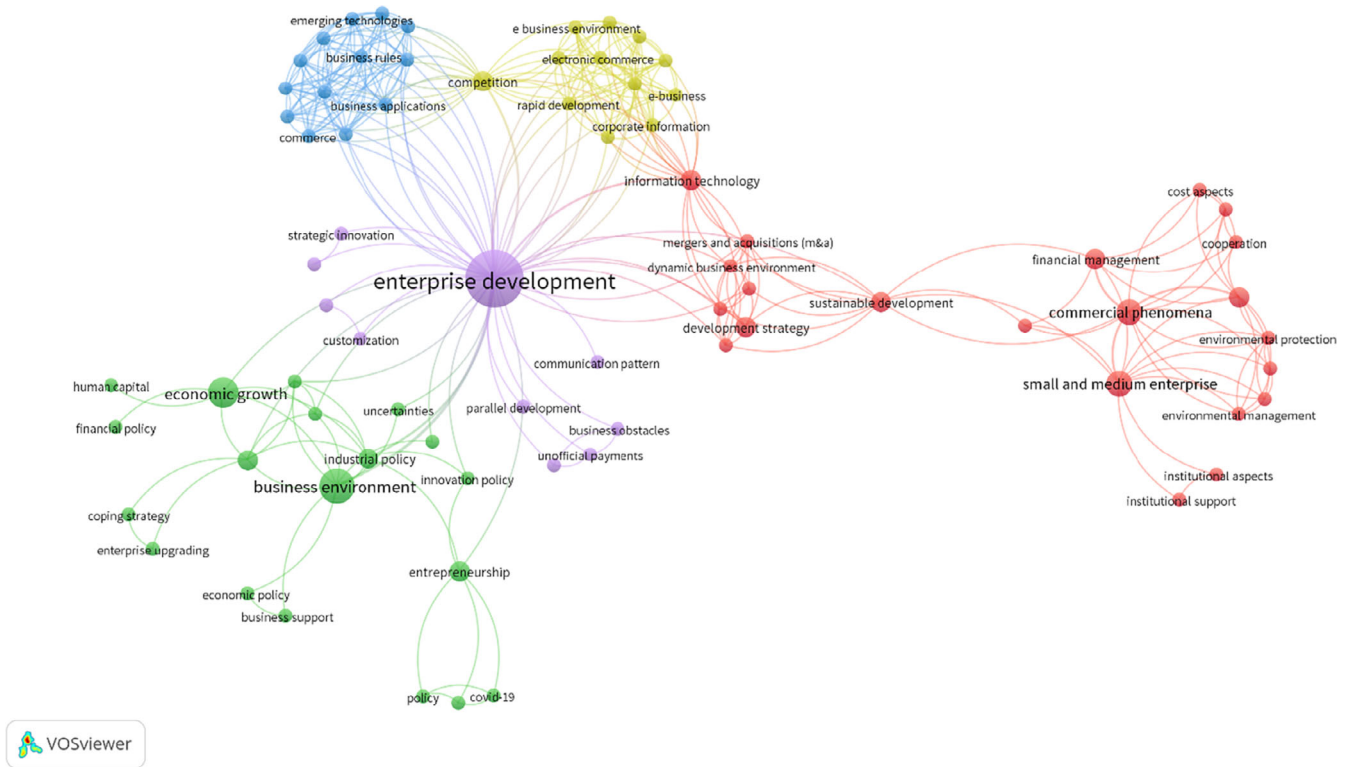 emerging technologies
e business environment
business rules
electronic commerce
competition
e-business
business applications
rapid development
corporate information
commerce
information technology
cost aspects
strategic innovation
mergers and acquisitions (m&a)
cooperation
financial management
dynamic business environment
enterprise development
sustainable development
commercial phenomena
development strategy
customization
environmental protection
communication pattern
human capital
economic growth
small and medium enterprise
uncertainties
parallel development
environmental management
financial policy
business obstacles
industrial policy
unofficial payments
innovation policy
business environment
institutional aspects
institutional support
coping strategy
enterprise upgrading
entrepreneurship
economic policy
business support
policy
covid-19
VOSviewer